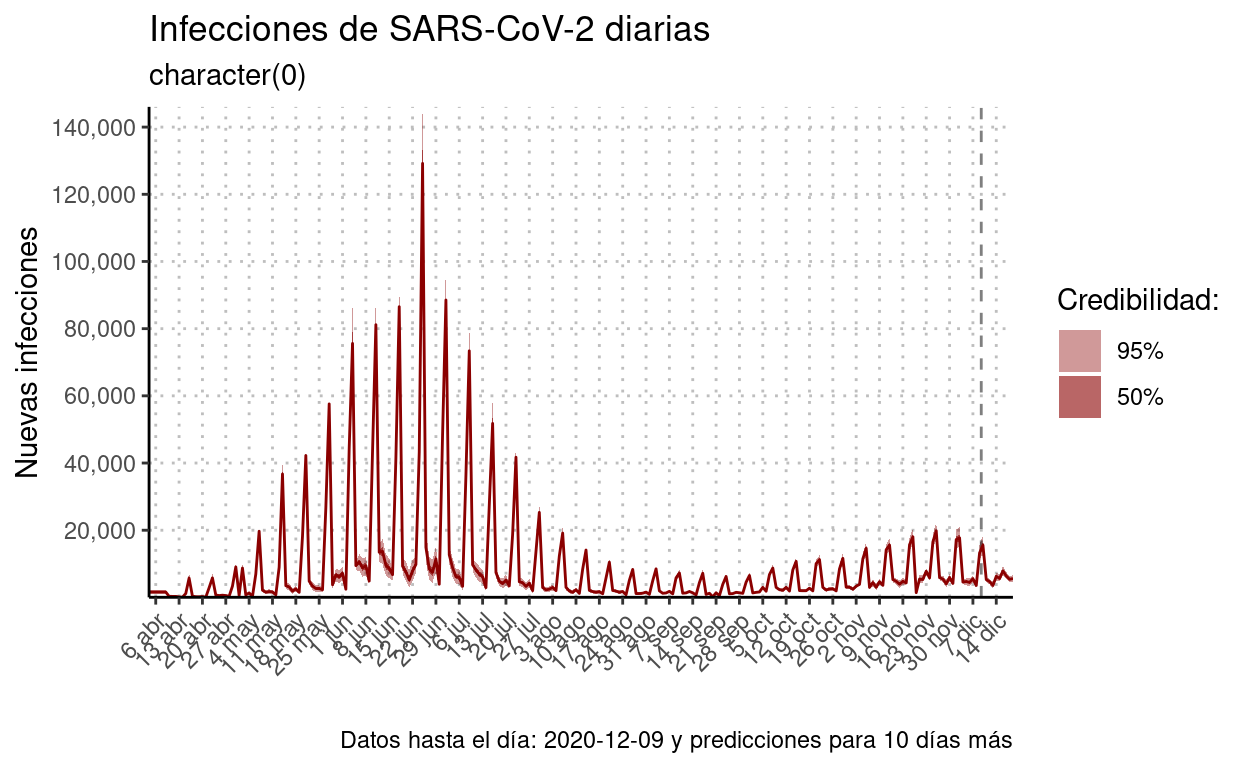 Infecciones de SARS-CoV-2 diarias
character(0)
Nuevas infecciones
140,000
120,000
100,000
80,000
60,000
40,000
20,000
6 abr
13 abr
20 abr
27 abr
4 may
11 may
18 may
25 may
1 jun
8 jun
15 jun
22 jun
29 jun
6 jul
13 jul
20 jul
27 jul
3 ago
10 ago
17 ago
24 ago
31 ago
7 sep
14 sep
21 sep
28 sep
5 oct
12 oct
19 oct
26 oct
2 nov
9 nov
16 nov
23 nov
30 nov
7 dic
14 dic
Credibilidad:
95%
50%
Datos hasta el día: 2020-12-09 y predicciones para 10 días más